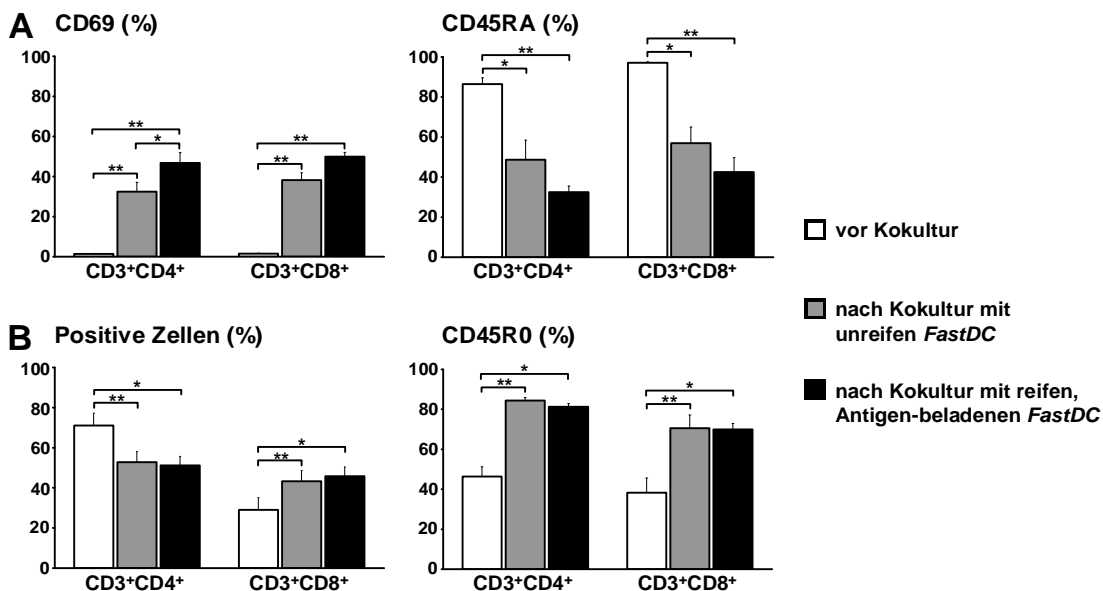 A CD69 (%)
CD45RA (%)
100
80
60
40
20
0
** * ** ** **
CD3⁺CD4⁺ CD3⁺CD8⁺
100
80
60
40
20
0
** * ** *
CD3⁺CD4⁺ CD3⁺CD8⁺
B Positive Zellen (%)
CD45R0 (%)
100
80
60
40
20
0
* ** * **
CD3⁺CD4⁺ CD3⁺CD8⁺
100
80
60
40
20
0
* ** * **
CD3⁺CD4⁺ CD3⁺CD8⁺
vor Kokultur
nach Kokultur mit
unreifen FastDC
nach Kokultur mit reifen,
Antigen-beladenen FastDC